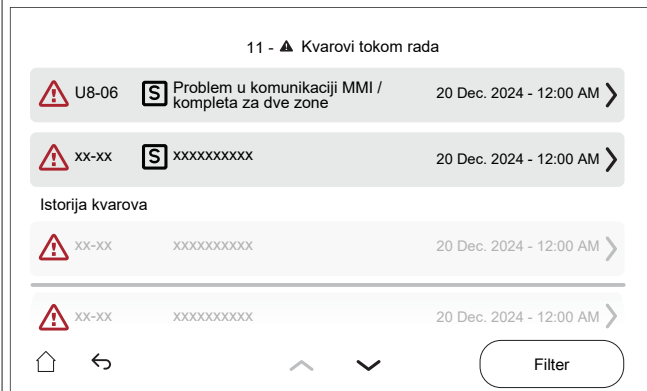 11 - ⚠ Kvarovi tokom rada
U8-06 S Problem u komunikaciji MMI / kompleta za dve zone 20 Dec. 2024 - 12:00 AM
xx-xx S xxxxxxxxxx 20 Dec. 2024 - 12:00 AM
Istorija kvarova
xx-xx xxxxxxxxxx 20 Dec. 2024 - 12:00 AM
xx-xx xxxxxxxxxx 20 Dec. 2024 - 12:00 AM
Filter